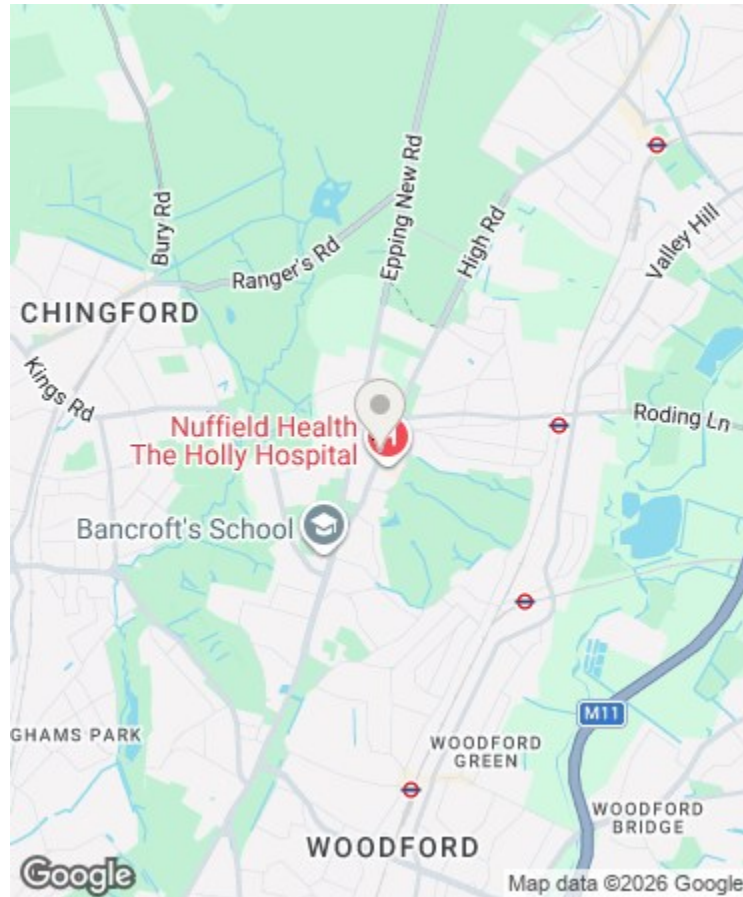 Epping New Rd
Bury Rd
High Rd
Valley Hill
Ranger's Rd
CHINGFORD
Kings Rd
Nuffield Health
The Holly Hospital
Roding Ln
Bancroft's School
M11
GHAMS PARK
WOODFORD
GREEN
WOODFORD
BRIDGE
WOODFORD
Google
Map data ©2026 Google